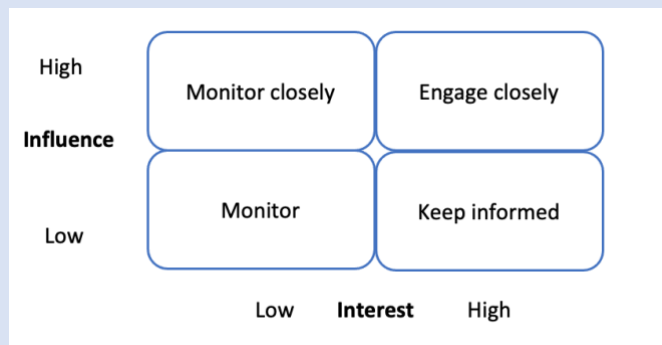 High
Monitor closely
Engage closely
Influence
Monitor
Keep informed
Low
Low
Interest
High